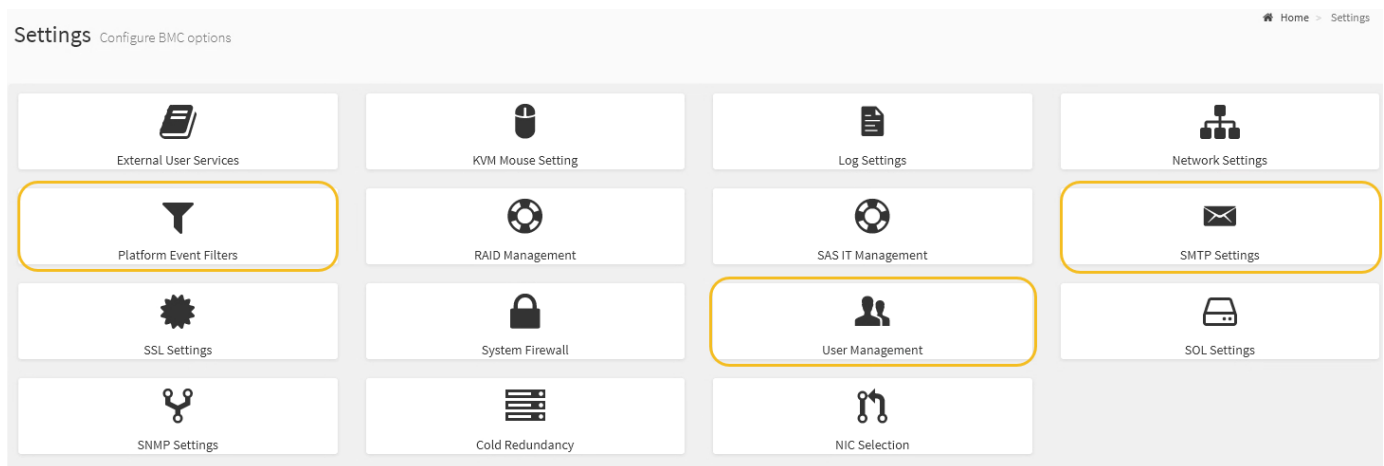 Home > Settings
Settings Configure BMC options
External User Services
KVM Mouse Setting
Log Settings
Network Settings
Platform Event Filters
RAID Management
SAS IT Management
SMTP Settings
SSL Settings
System Firewall
User Management
SOL Settings
SNMP Settings
Cold Redundancy
NIC Selection